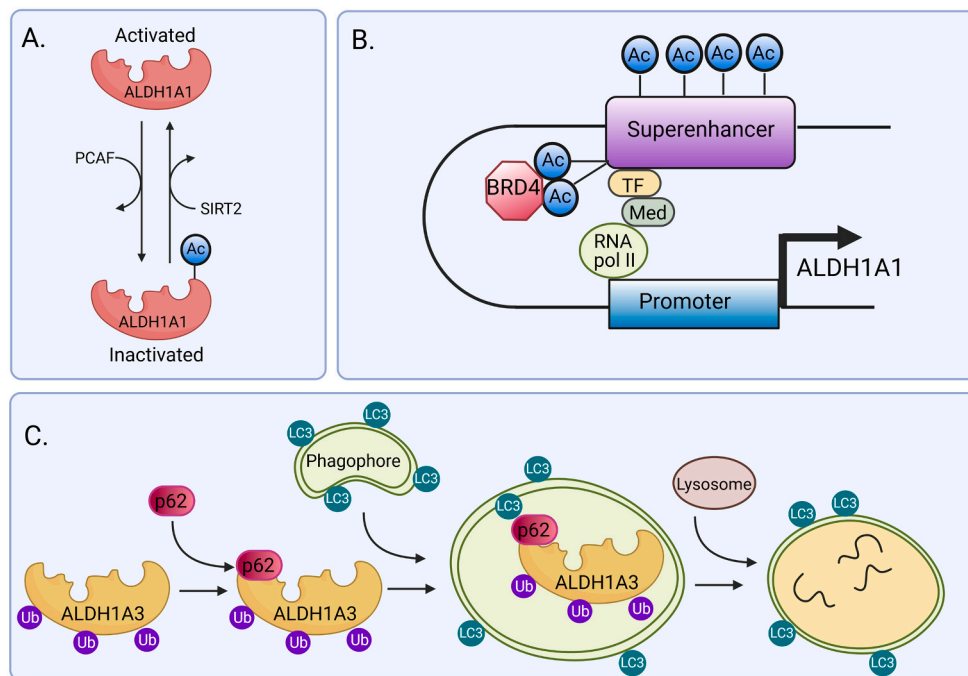 A.
Activated
ALDH1A1
PCAF
SIRT2
Ac
ALDH1A1
Inactivated
B.
Ac Ac Ac Ac
Superenhancer
Ac
BRD4
Ac
TF
Med
RNA
pol II
ALDH1A1
Promoter
C.
LC3
LC3
Phagophore
LC3
LC3
p62
p62
ALDH1A3
Ub
Ub
Ub
ALDH1A3
Ub
Ub
Ub
LC3
LC3
p62
ALDH1A3
Ub
Ub
Ub
LC3
LC3
Lysosome
LC3
LC3
LC3
LC3